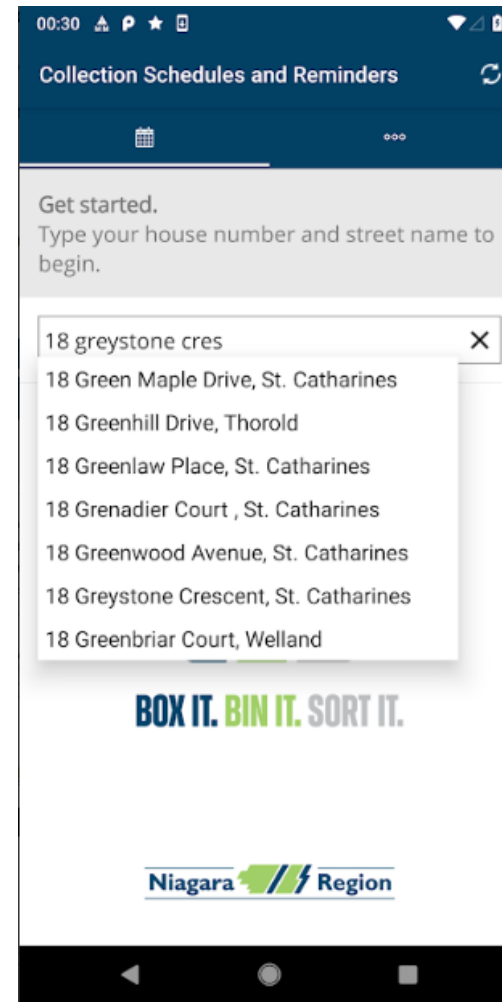 00:30
Collection Schedules and Reminders
Get started.
Type your house number and street name to
begin.
18 greystone cres
18 Green Maple Drive, St. Catharines
18 Greenhill Drive, Thorold
18 Greenlaw Place, St. Catharines
18 Grenadier Court , St. Catharines
18 Greenwood Avenue, St. Catharines
18 Greystone Crescent, St. Catharines
18 Greenbriar Court, Welland
BOX IT. BIN IT. SORT IT.
Niagara Region